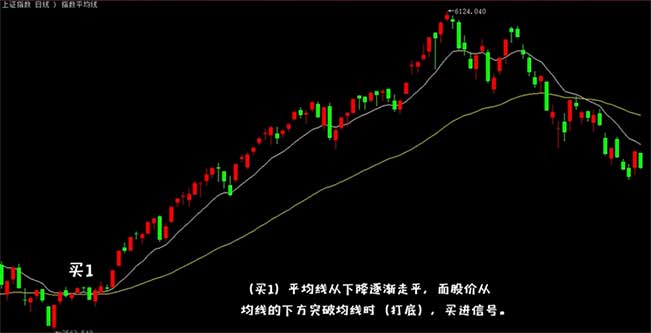 上证指数 日线 ) 指数平均线
←6124.040
买1
(买1) 平均线从下降逐渐走平，而股价从
均线的下方突破均线时 (打底) ，买进信号。